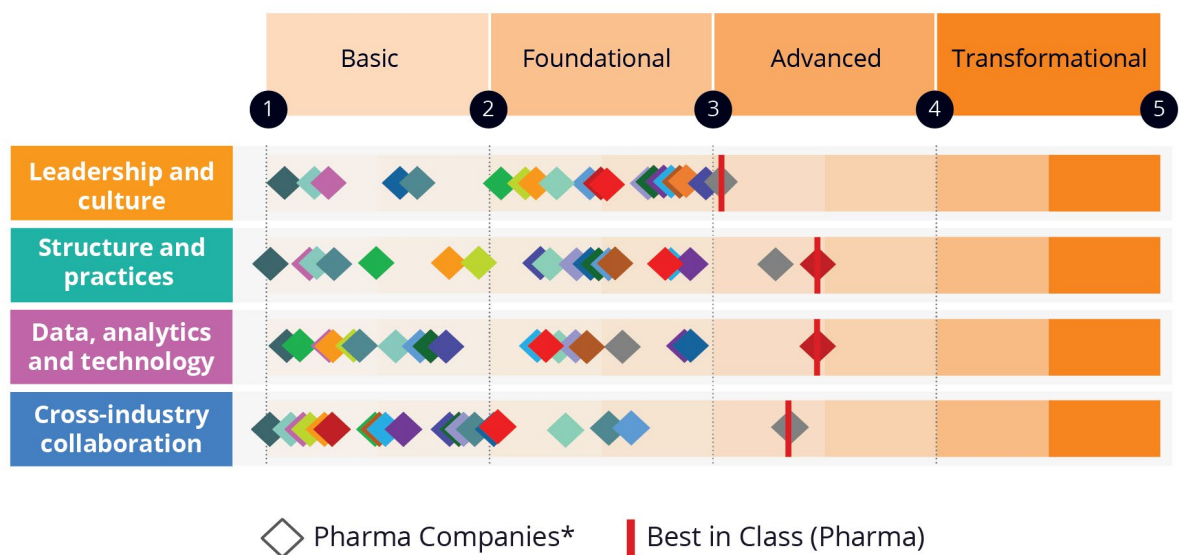 Basic
Foundational
Advanced
Transformational
1
2
3
4
5
Leadership and
culture
Structure and
practices
Data, analytics
and technology
Cross-industry
collaboration
Pharma Companies*
Best in Class (Pharma)